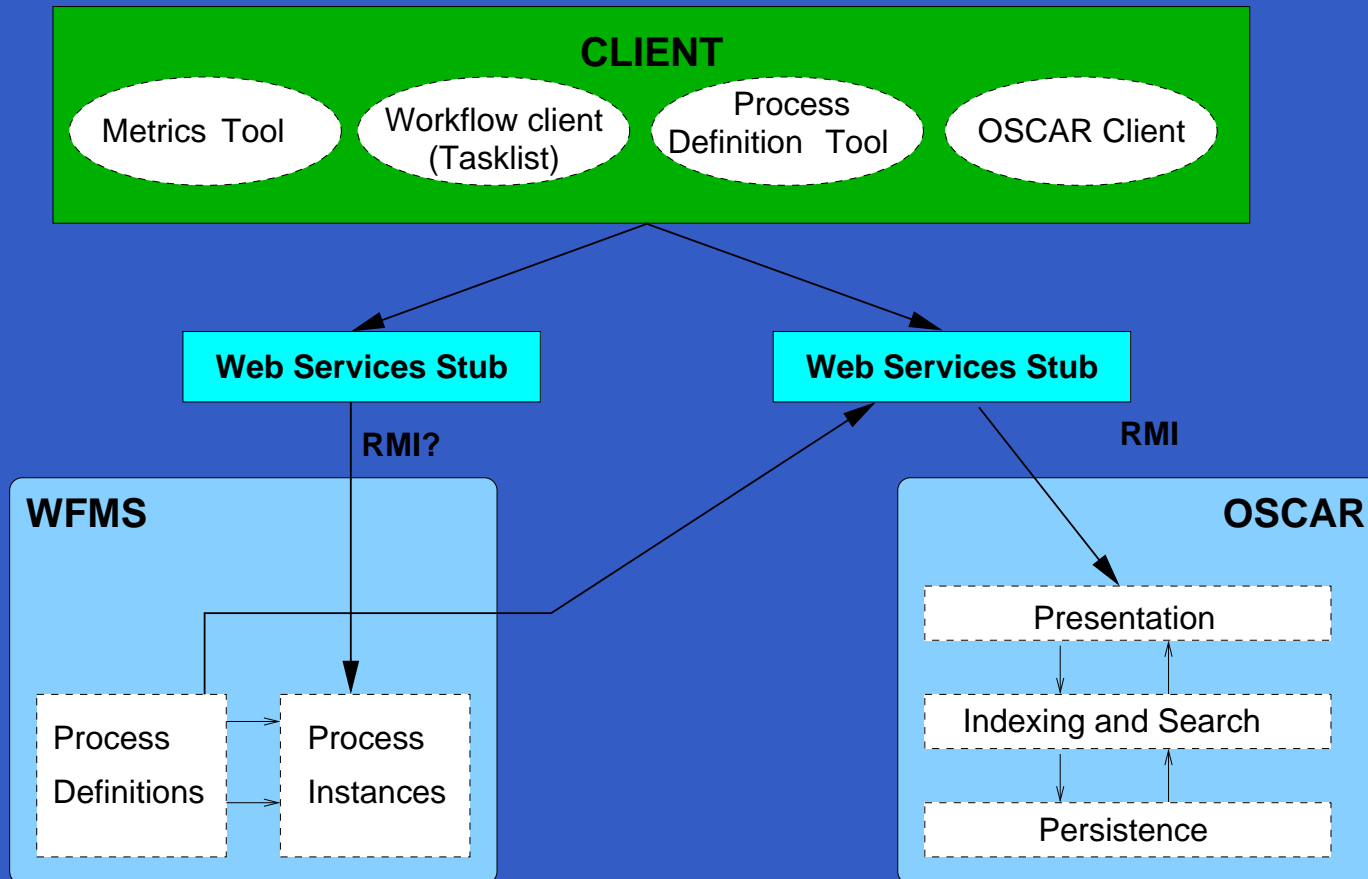 CLIENT
Metrics Tool
Workflow client
(Tasklist)
Process
Definition Tool
OSCAR Client
Web Services Stub
Web Services Stub
RMI?
RMI
WFMS
OSCAR
Process
Definitions
Process
Instances
Presentation
Indexing and Search
Persistence